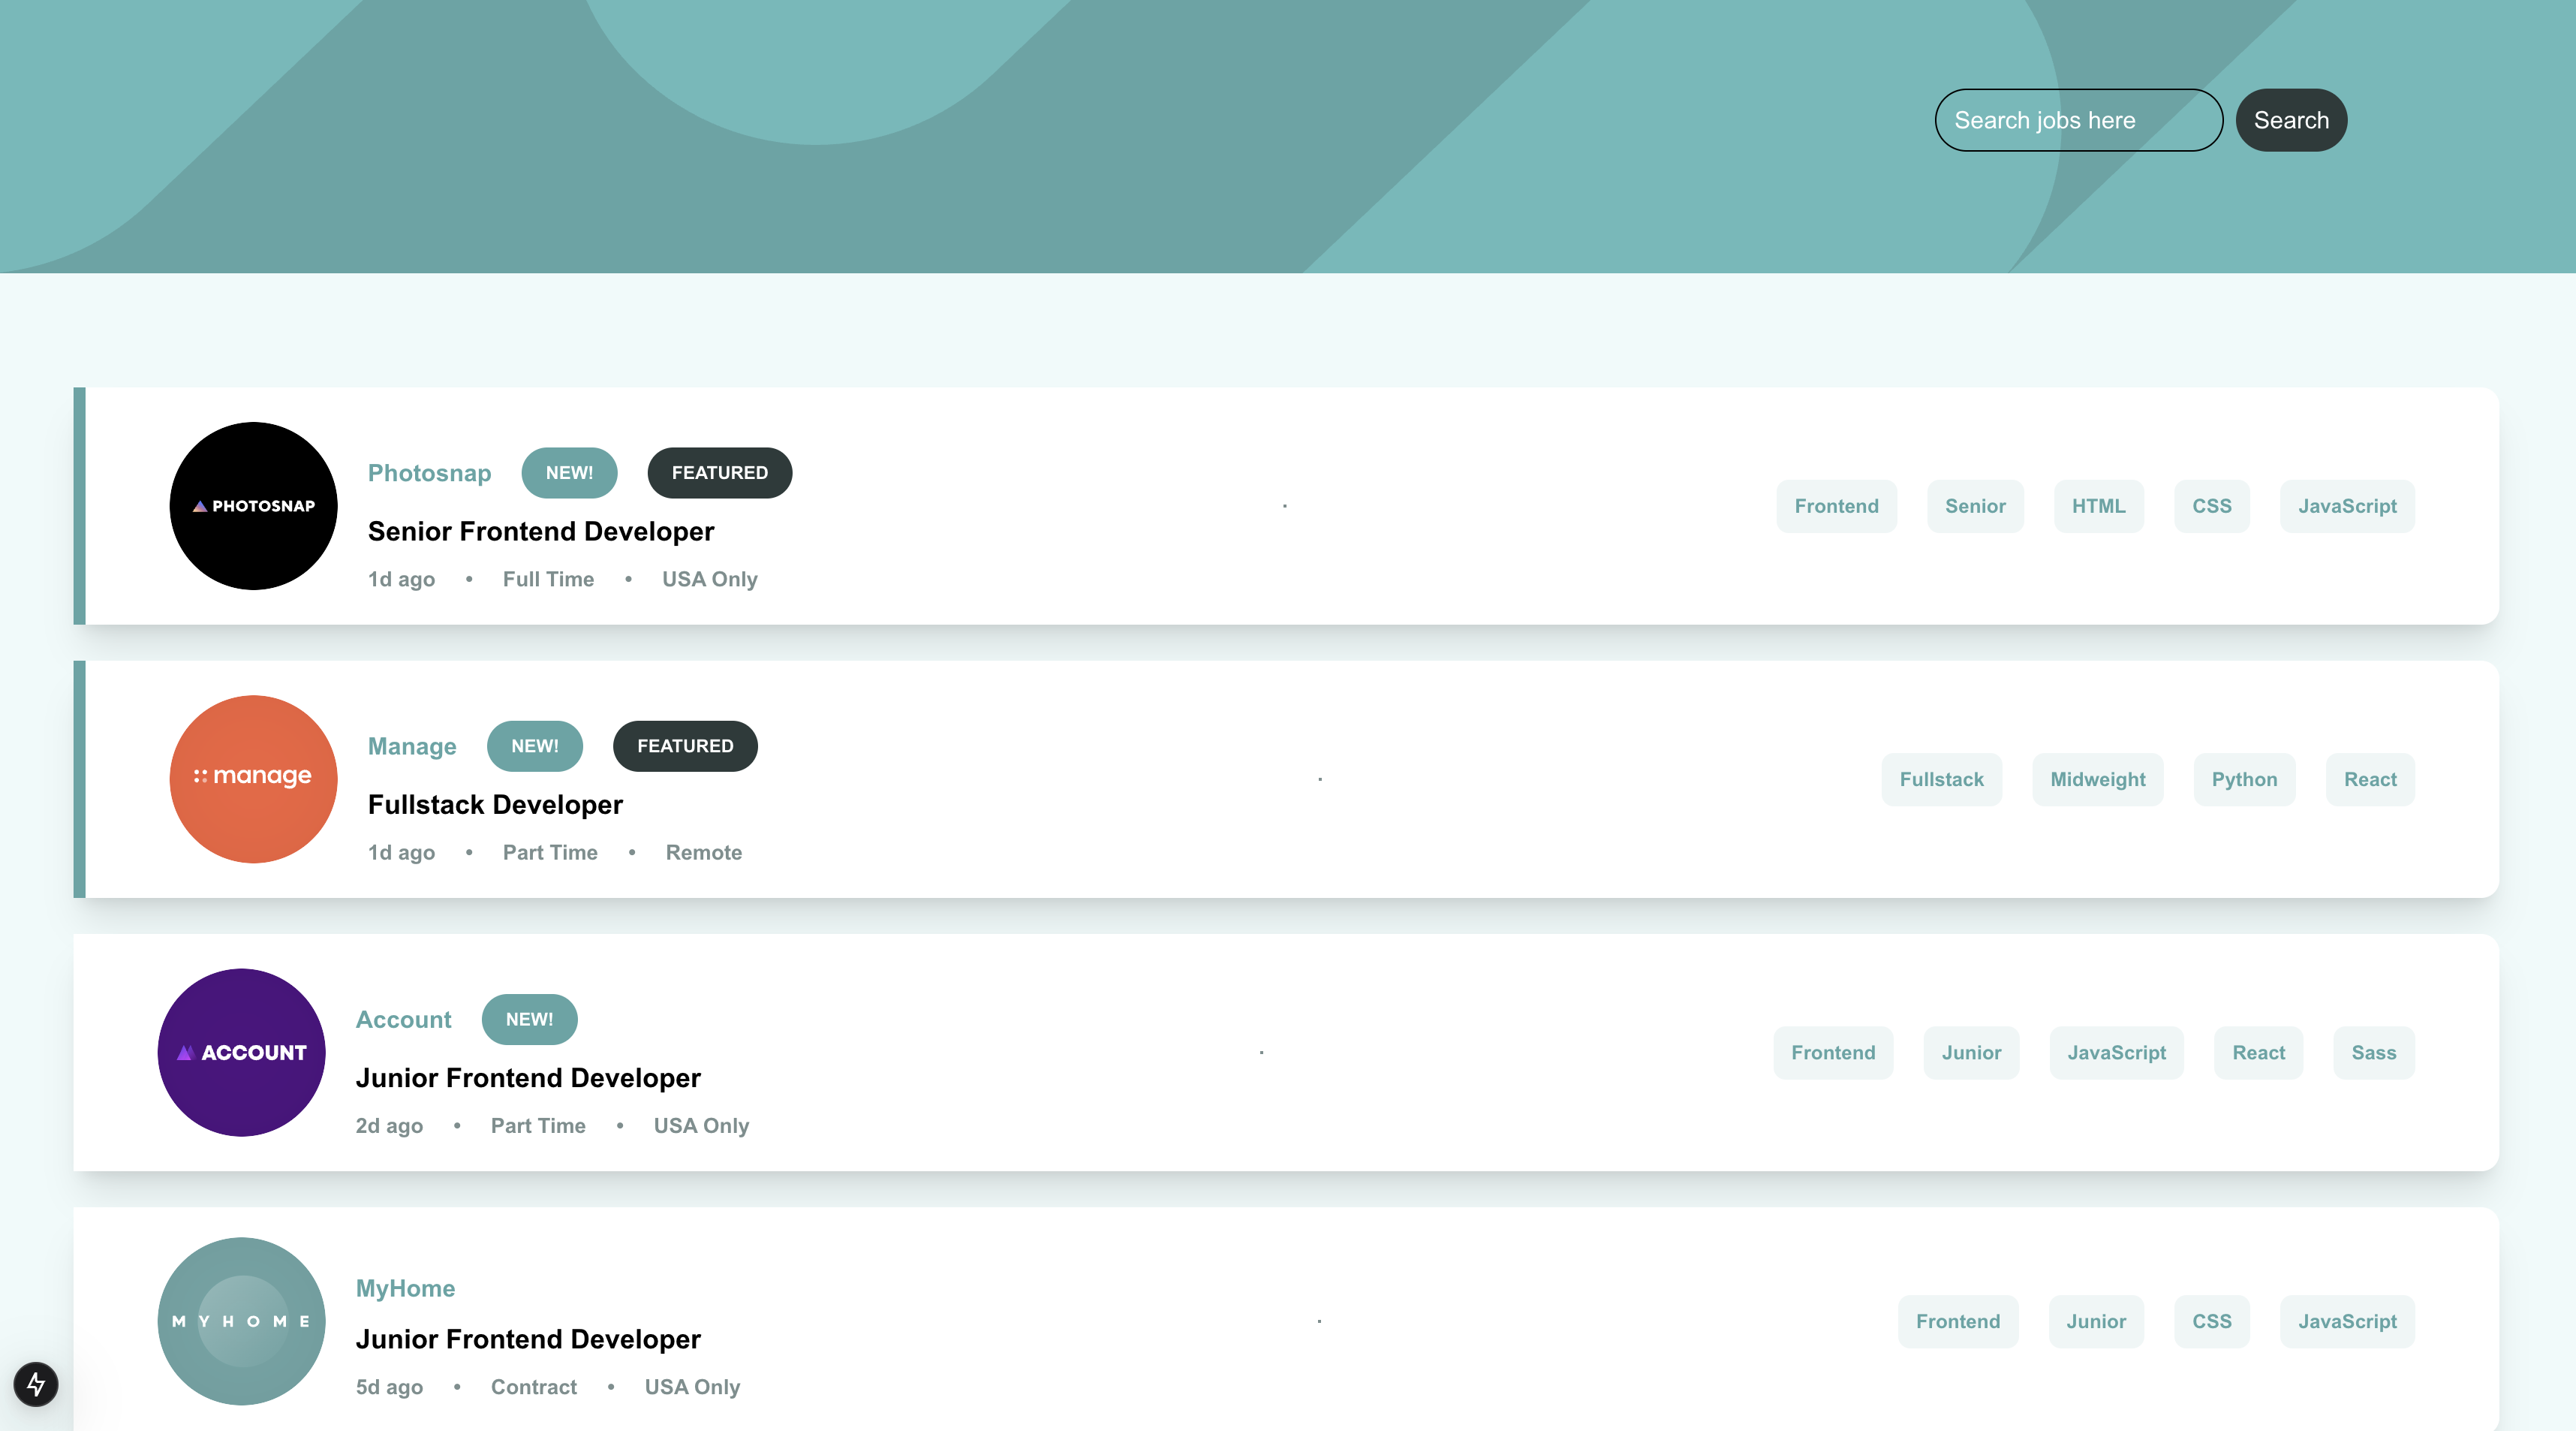 Search jobs here Search
PHOTOSNAP
Photosnap NEW! FEATURED
Senior Frontend Developer
1d ago • Full Time • USA Only
Frontend Senior HTML CSS JavaScript
manage
Manage NEW! FEATURED
Fullstack Developer
1d ago • Part Time • Remote
Fullstack Midweight Python React
ACCOUNT
Account NEW!
Junior Frontend Developer
2d ago • Part Time • USA Only
Frontend Junior JavaScript React Sass
MYHOME
MyHome
Junior Frontend Developer
5d ago • Contract • USA Only
Frontend Junior CSS JavaScript